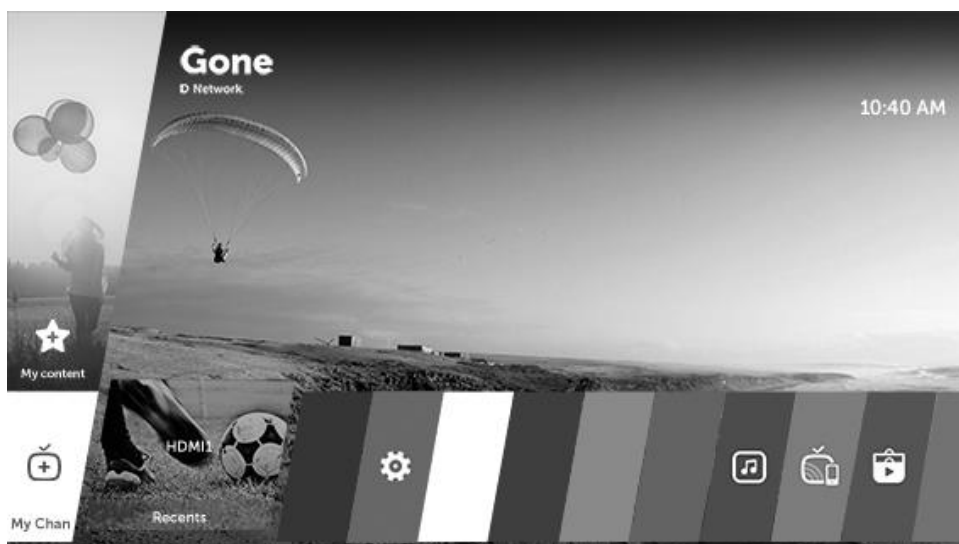 Gone
D Network
10:40 AM
My content
HDMI1
My Chan
Recents